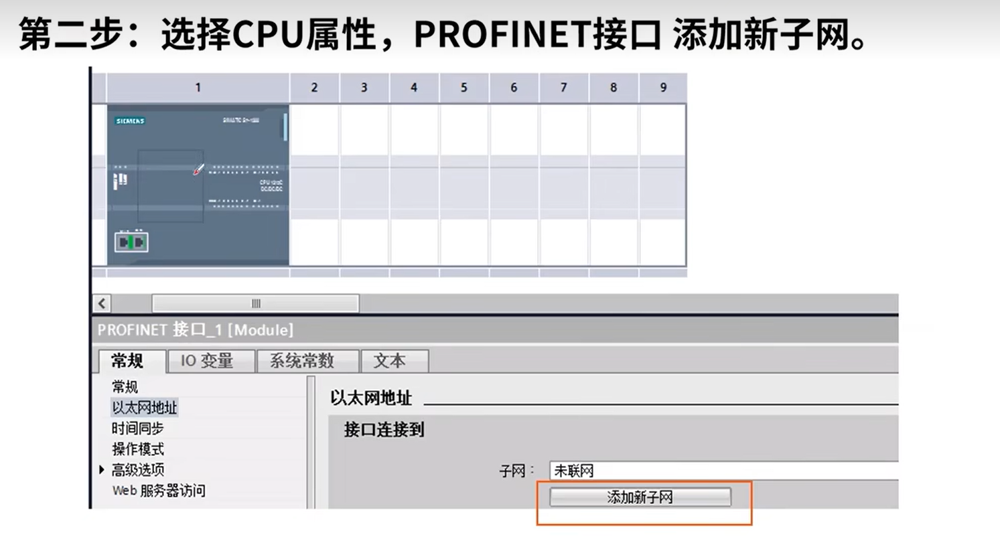 第二步：选择CPU属性，PROFINET接口 添加新子网。
1 2 3 4 5 6 7 8 9
SIEMENS
PROFINET 接口_1 [Module]
常规 IO 变量 系统常数 文本
常规
以太网地址
时间同步
操作模式
高级选项
Web 服务器访问
以太网地址
接口连接到
子网：
未联网
添加新子网